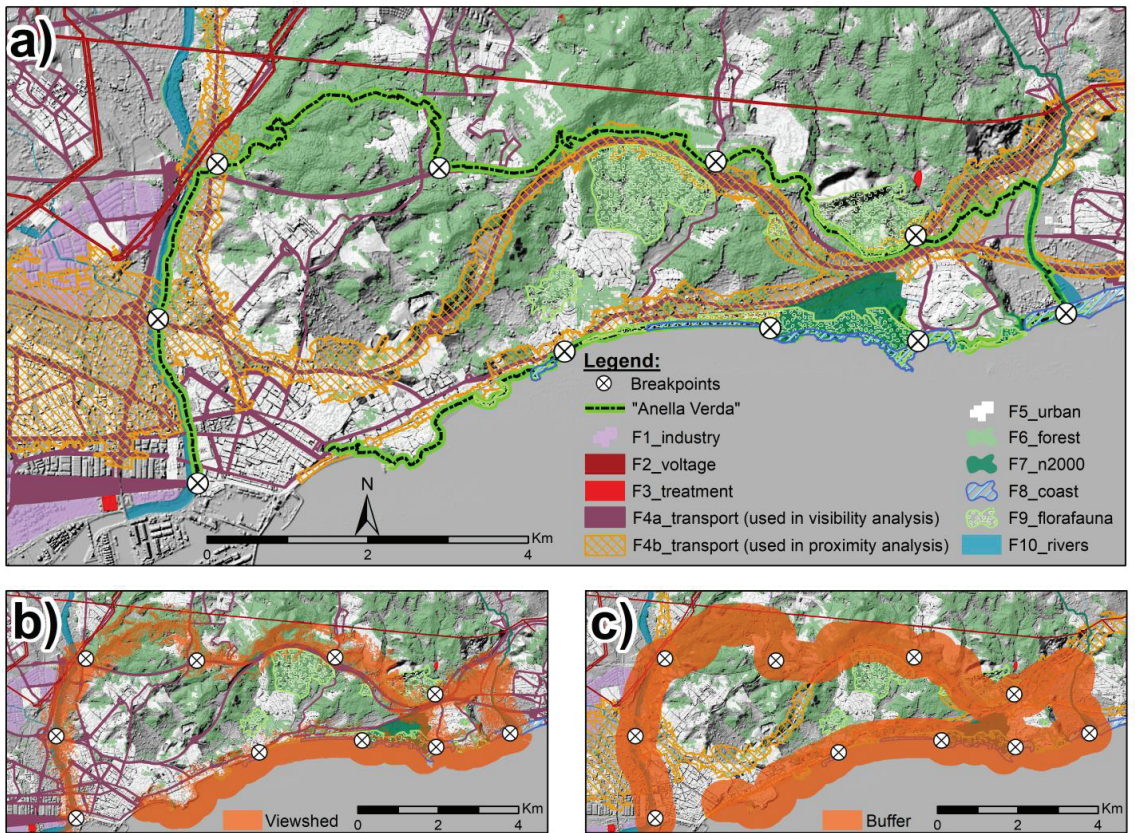 a)
Legend:
Breakpoints
"Anella Verda"
F1_industry
F2_voltage
F3_treatment
F4a_transport (used in visibility analysis)
F4b_transport (used in proximity analysis)
F5_urban
F6_forest
F7_n2000
F8_coast
F9_florafauna
F10_rivers
N
Km
0 2 4
b)
Viewshed
Km
0 2 4
c)
Buffer
Km
0 2 4